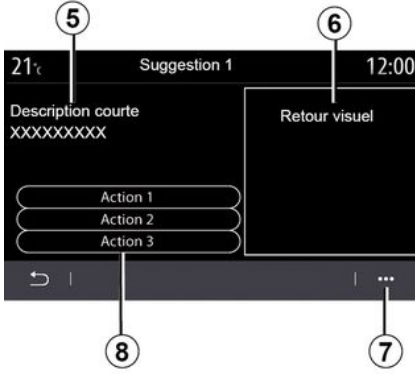 5
6
21°c
Suggestion 1
12:00
Description courte
XXXXXXXXX
Retour visuel
Action 1
Action 2
Action 3
...
8
7